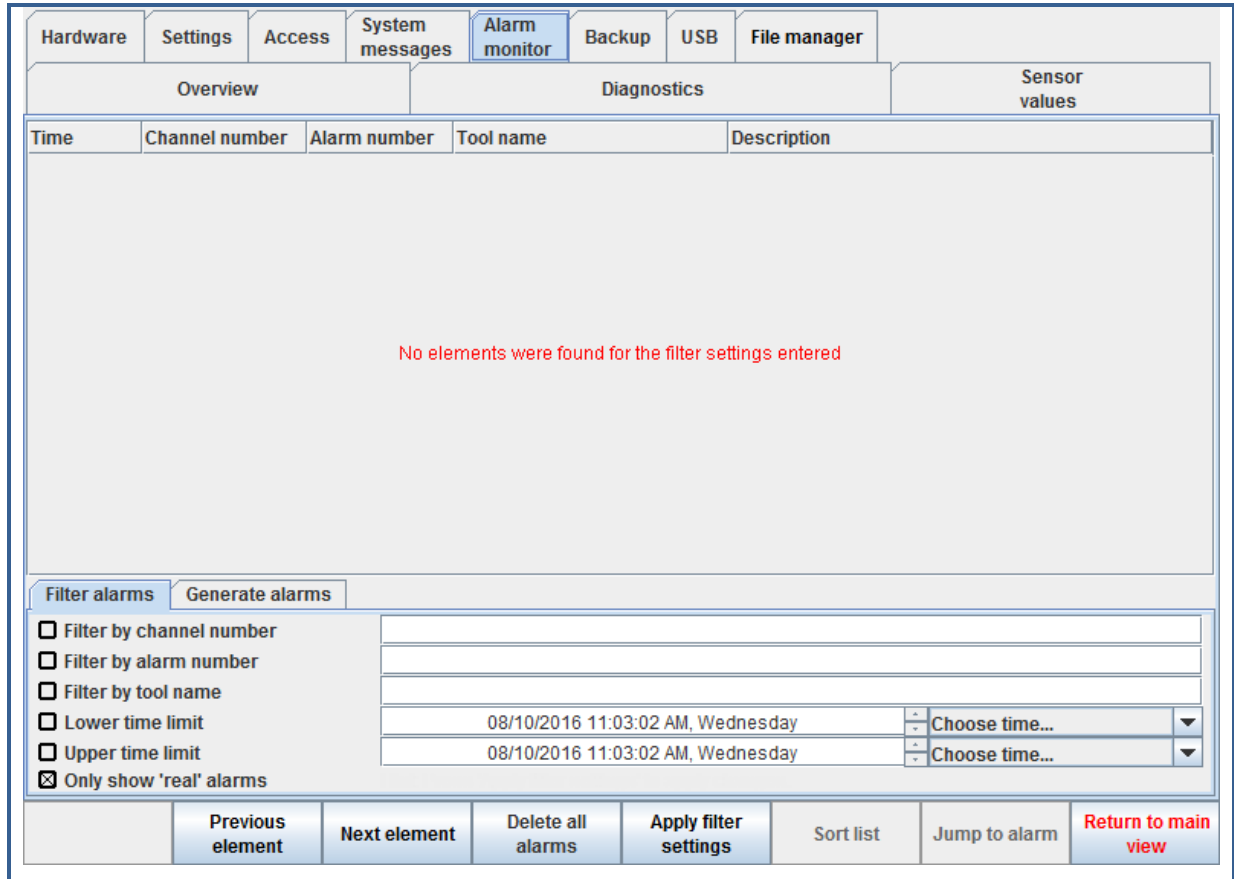 Hardware Settings Access System messages Alarm monitor Backup USB File manager
Overview Diagnostics Sensor values
Time Channel number Alarm number Tool name Description
No elements were found for the filter settings entered
Filter alarms Generate alarms
Filter by channel number
Filter by alarm number
Filter by tool name
Lower time limit 08/10/2016 11:03:02 AM, Wednesday Choose time...
Upper time limit 08/10/2016 11:03:02 AM, Wednesday Choose time...
Only show 'real' alarms
Previous element Next element Delete all alarms Apply filter settings Sort list Jump to alarm Return to main view